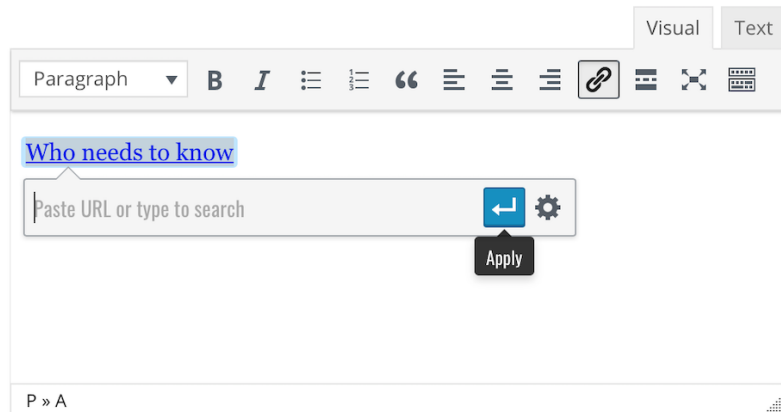 Visual Text
Paragraph B I
Who needs to know
Paste URL or type to search
Apply
P » A